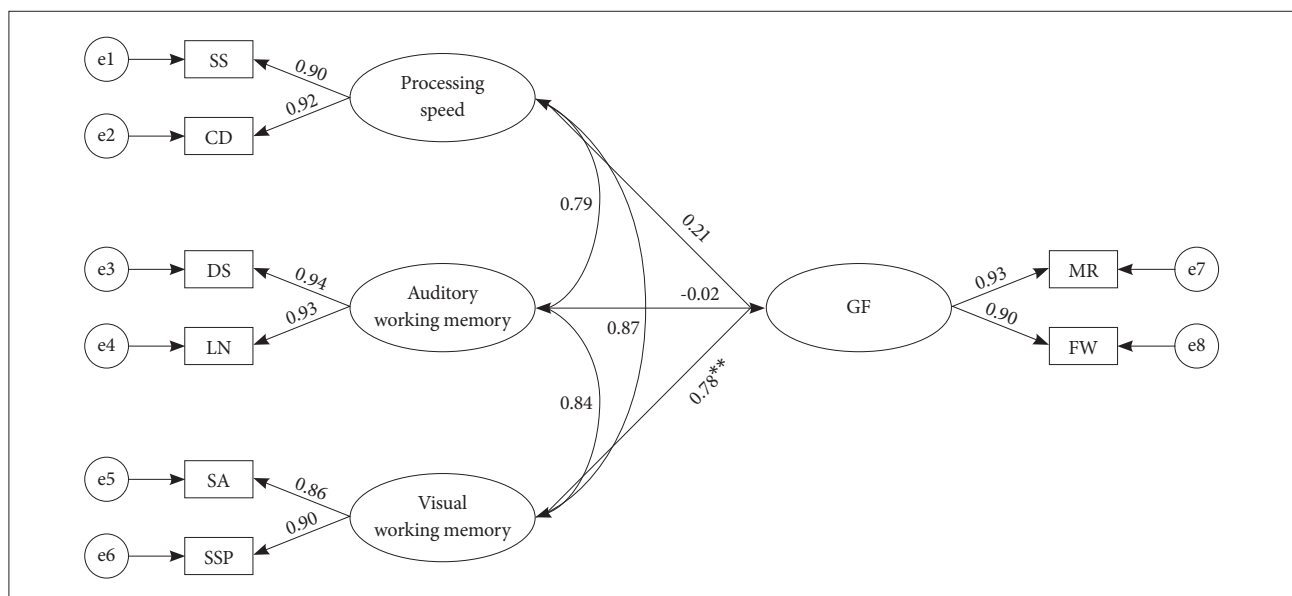 e1
SS
0.90
Processing
speed
e2
CD
0.92
0.79
0.21
e3
DS
0.94
Auditory
working memory
e4
LN
0.93
-0.02
GF
0.93
MR
e7
0.90
FW
e8
0.87
0.84
0.78**
e5
SA
0.86
Visual
working memory
e6
SSP
0.90